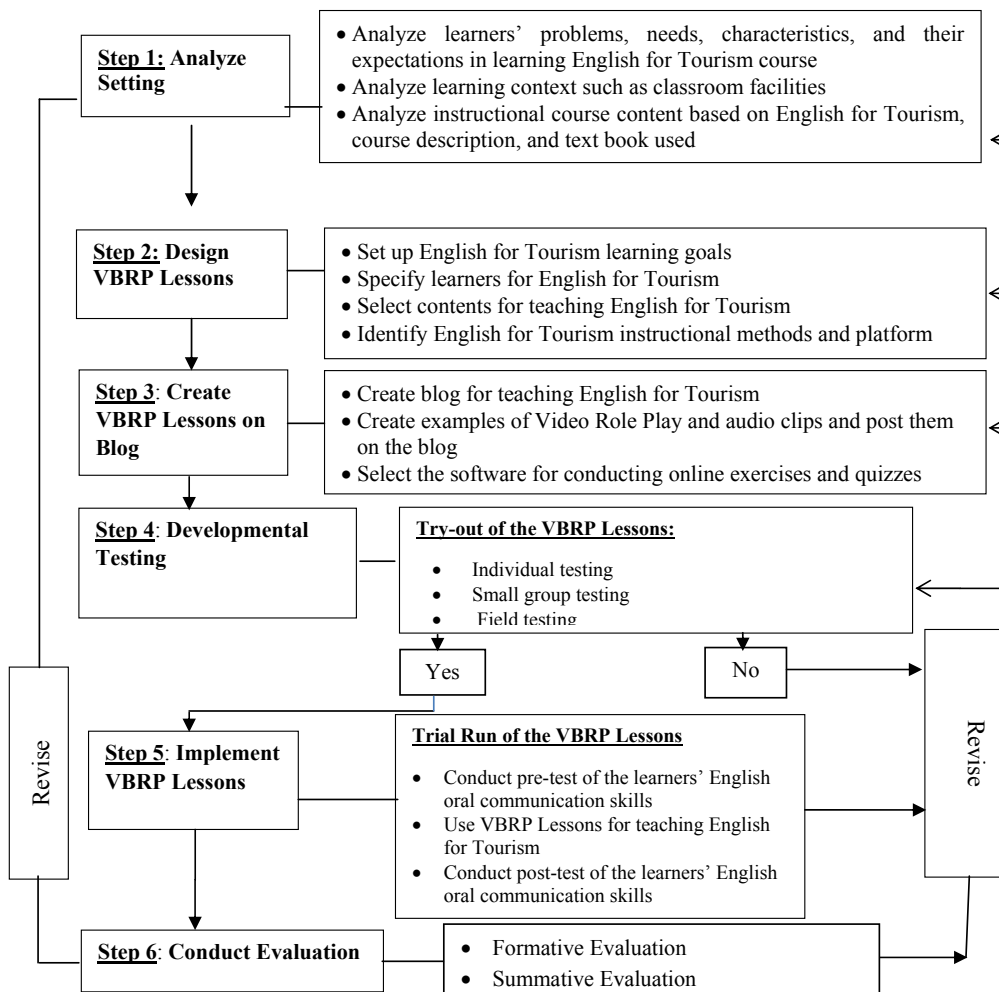 Step 1: Analyze
Setting
• Analyze learners’ problems, needs, characteristics, and their
expectations in learning English for Tourism course
• Analyze learning context such as classroom facilities
• Analyze instructional course content based on English for Tourism,
course description, and text book used
Step 2: Design
VBRP Lessons
• Set up English for Tourism learning goals
• Specify learners for English for Tourism
• Select contents for teaching English for Tourism
• Identify English for Tourism instructional methods and platform
Step 3: Create
VBRP Lessons on
Blog
• Create blog for teaching English for Tourism
• Create examples of Video Role Play and audio clips and post them
on the blog
• Select the software for conducting online exercises and quizzes
Step 4: Developmental
Testing
Try-out of the VBRP Lessons:
• Individual testing
• Small group testing
• Field testing
Yes
No
Step 5: Implement
VBRP Lessons
Trial Run of the VBRP Lessons
• Conduct pre-test of the learners’ English
oral communication skills
• Use VBRP Lessons for teaching English
for Tourism
• Conduct post-test of the learners’ English
oral communication skills
Revise
Revise
Step 6: Conduct Evaluation
• Formative Evaluation
• Summative Evaluation